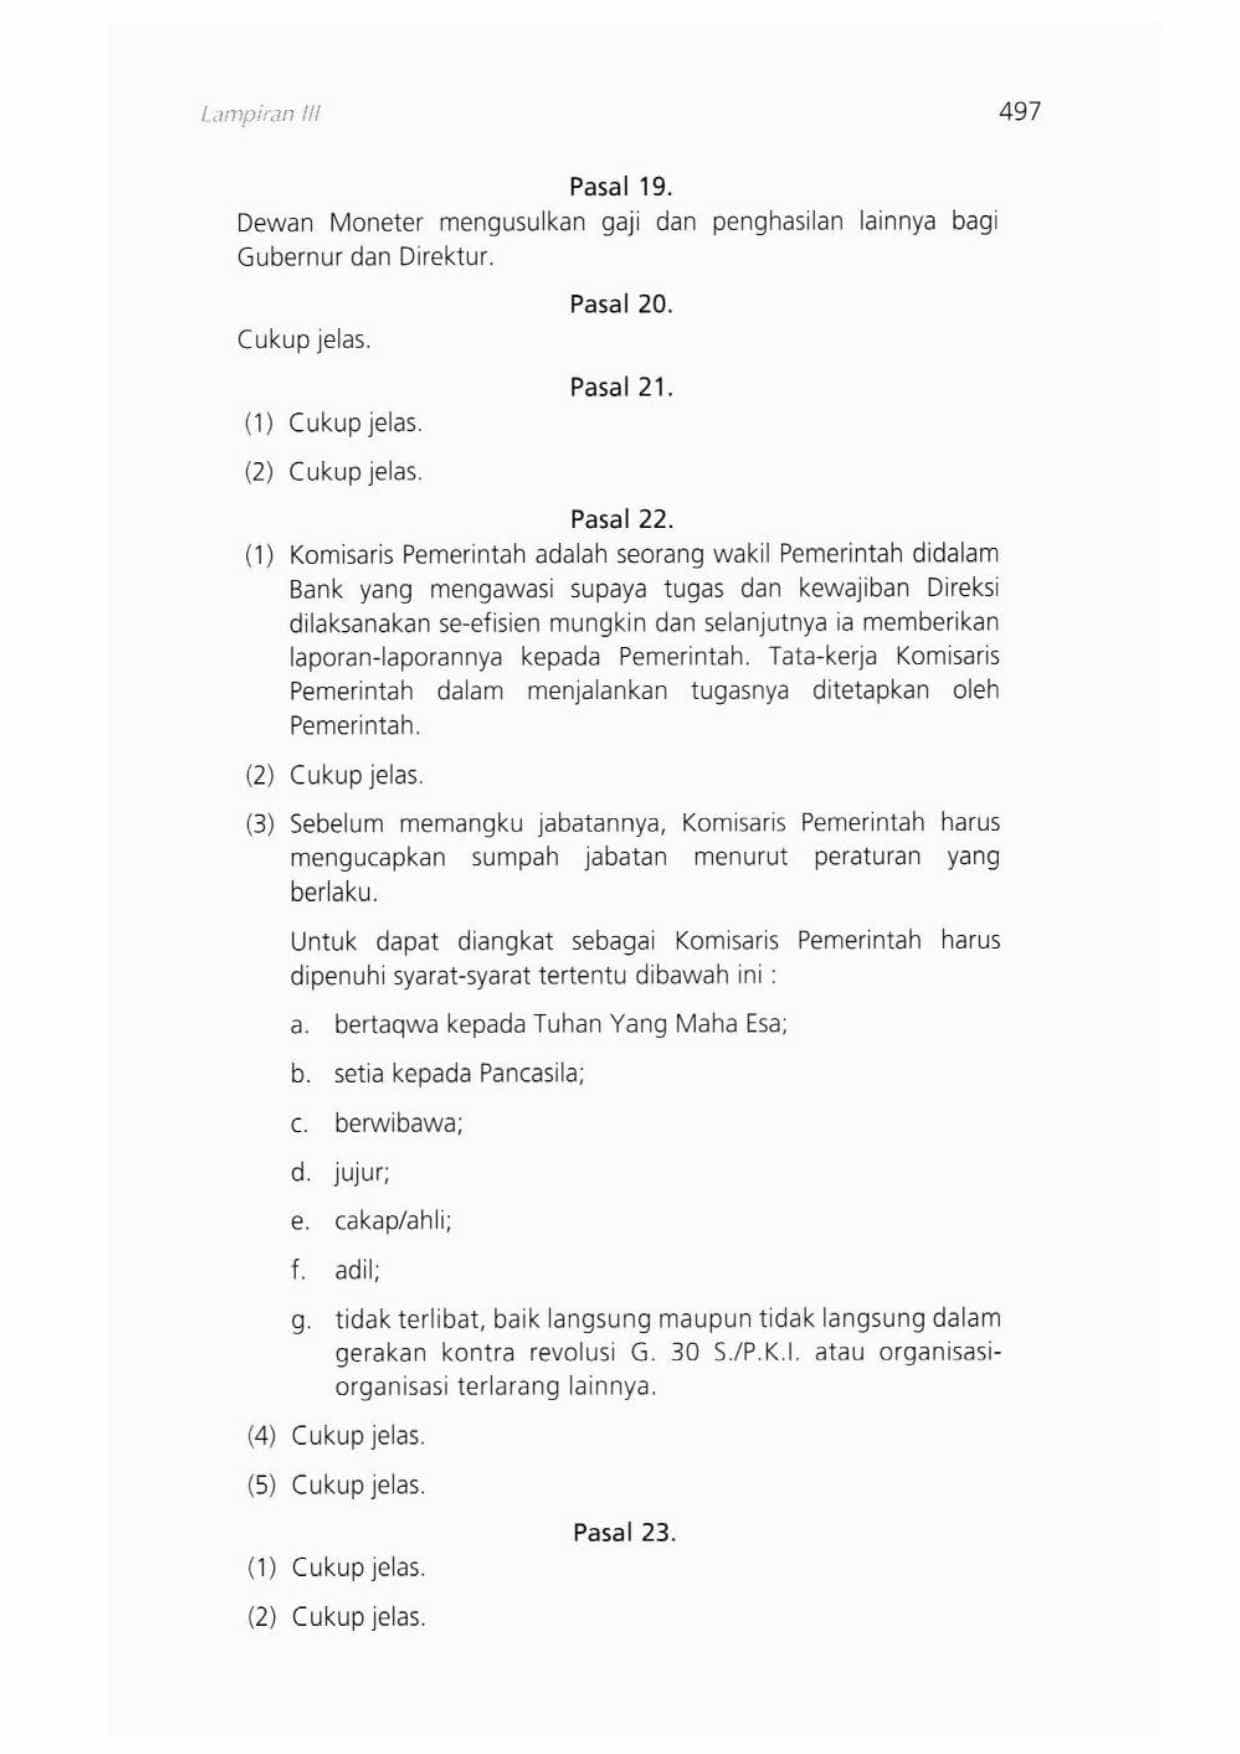 Lampiran III
497
Pasal 19.
Dewan Moneter mengusulkan gaji dan penghasilan lainnya bagi
Gubernur dan Direktur.
Pasal 20.
Cukup jelas.
Pasal 21.
(1) Cukup jelas.
(2) Cukup jelas.
Pasal 22.
(1) Komisaris Pemerintah adalah seorang wakil Pemerintah didalam
Bank yang mengawasi supaya tugas dan kewajiban Direksi
dilaksanakan se-efisien mungkin dan selanjutnya ia memberikan
laporan-laporannya kepada Pemerintah. Tata-kerja Komisaris
Pemerintah dalam menjalankan tugasnya ditetapkan oleh
Pemerintah.
(2) Cukup jelas.
(3) Sebelum memangku jabatannya, Komisaris Pemerintah harus
mengucapkan sumpah jabatan menurut peraturan yang
berlaku.
Untuk dapat diangkat sebagai Komisaris Pemerintah harus
dipenuhi syarat-syarat tertentu dibawah ini :
a. bertaqwa kepada Tuhan Yang Maha Esa;
b. setia kepada Pancasila;
c. berwibawa;
d. jujur;
e. cakap/ahli;
f. adil;
g. tidak terlibat, baik langsung maupun tidak langsung dalam
gerakan kontra revolusi G. 30 S./P.K.I. atau organisasi-
organisasi terlarang lainnya.
(4) Cukup jelas.
(5) Cukup jelas.
Pasal 23.
(1) Cukup jelas.
(2) Cukup jelas.